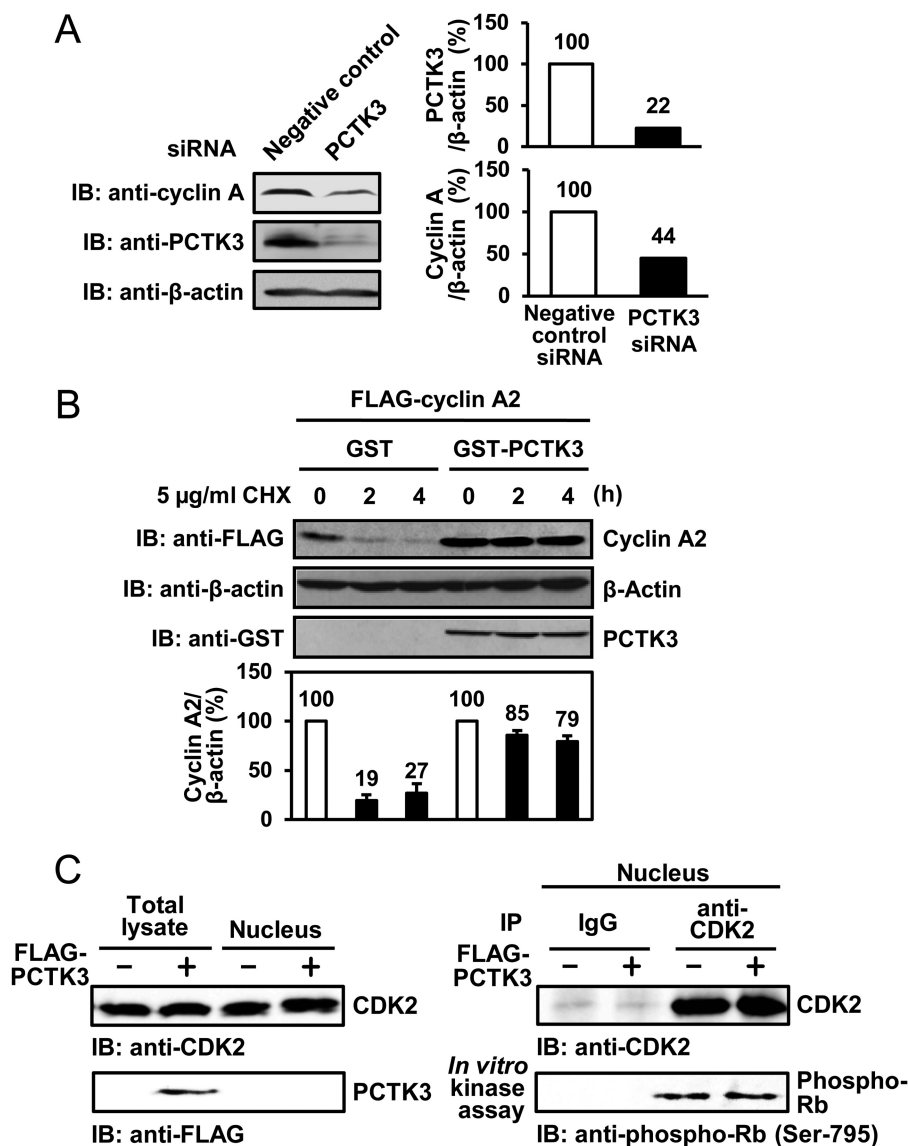 A
siRNA
Negative control
PCTK3
IB: anti-cyclin A
IB: anti-PCTK3
IB: anti-β-actin
PCTK3
/β-actin (%)
150
100
50
0
100
22
Cyclin A
/β-actin (%)
150
100
50
0
100
44
Negative
control
siRNA
PCTK3
siRNA
B
FLAG-cyclin A2
GST
GST-PCTK3
5 µg/ml CHX 0 2 4 0 2 4 (h)
IB: anti-FLAG
Cyclin A2
IB: anti-β-actin
β-Actin
IB: anti-GST
PCTK3
Cyclin A2/
β-actin (%)
150
100
50
0
100
19
27
100
85
79
C
Total
lysate
Nucleus
FLAG-
PCTK3
− + − +
CDK2
IB: anti-CDK2
PCTK3
IB: anti-FLAG
Nucleus
IP
IgG
anti-
CDK2
FLAG-
PCTK3
− + − +
CDK2
IB: anti-CDK2
In vitro
kinase
assay
Phospho-
Rb
IB: anti-phospho-Rb (Ser-795)